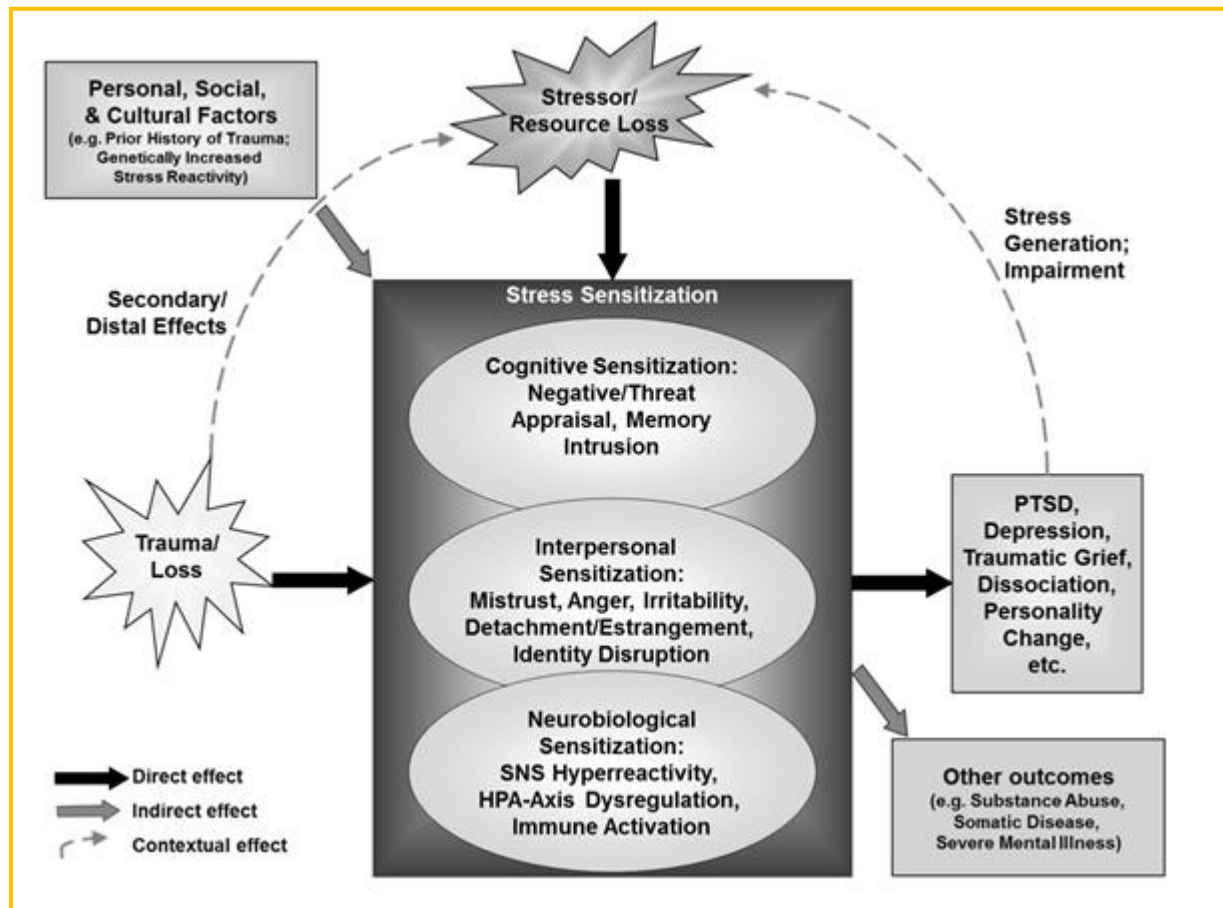 Personal, Social,
& Cultural Factors
(e.g. Prior History of Trauma;
Genetically Increased
Stress Reactivity)
Stressor/
Resource Loss
Stress
Generation;
Impairment
Secondary/
Distal Effects
Stress Sensitization
Cognitive Sensitization:
Negative/Threat
Appraisal, Memory
Intrusion
Trauma/
Loss
Interpersonal
Sensitization:
Mistrust, Anger, Irritability,
Detachment/Estrangement,
Identity Disruption
PTSD,
Depression,
Traumatic Grief,
Dissociation,
Personality
Change,
etc.
Neurobiological
Sensitization:
SNS Hyperreactivity,
HPA-Axis Dysregulation,
Immune Activation
Other outcomes
(e.g. Substance Abuse,
Somatic Disease,
Severe Mental Illness)
Direct effect
Indirect effect
Contextual effect